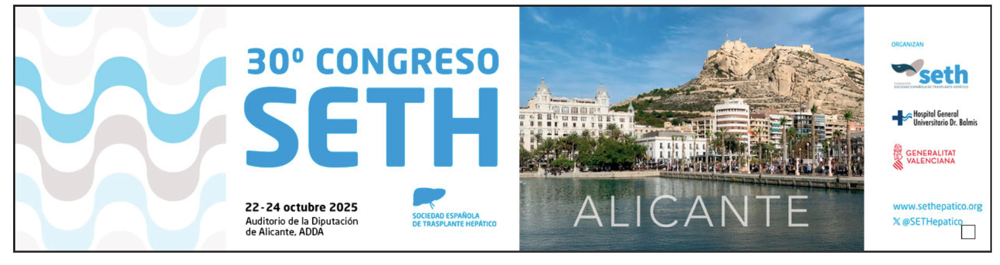 30º CONGRESO
SETH
22-24 octubre 2025
Auditorio de la Diputación
de Alicante, ADDA
SOCIEDAD ESPAÑOLA
DE TRASPLANTE HEPÁTICO
ALICANTE
ORGANIZAN
seth
FUNDACIÓN
SOCIEDAD ESPAÑOLA DE TRASPLANTE HEPÁTICO
Hospital General
Universitario Dr. Balmis
GENERALITAT
VALENCIANA
www.sethepatico.org
X @SETHepatico